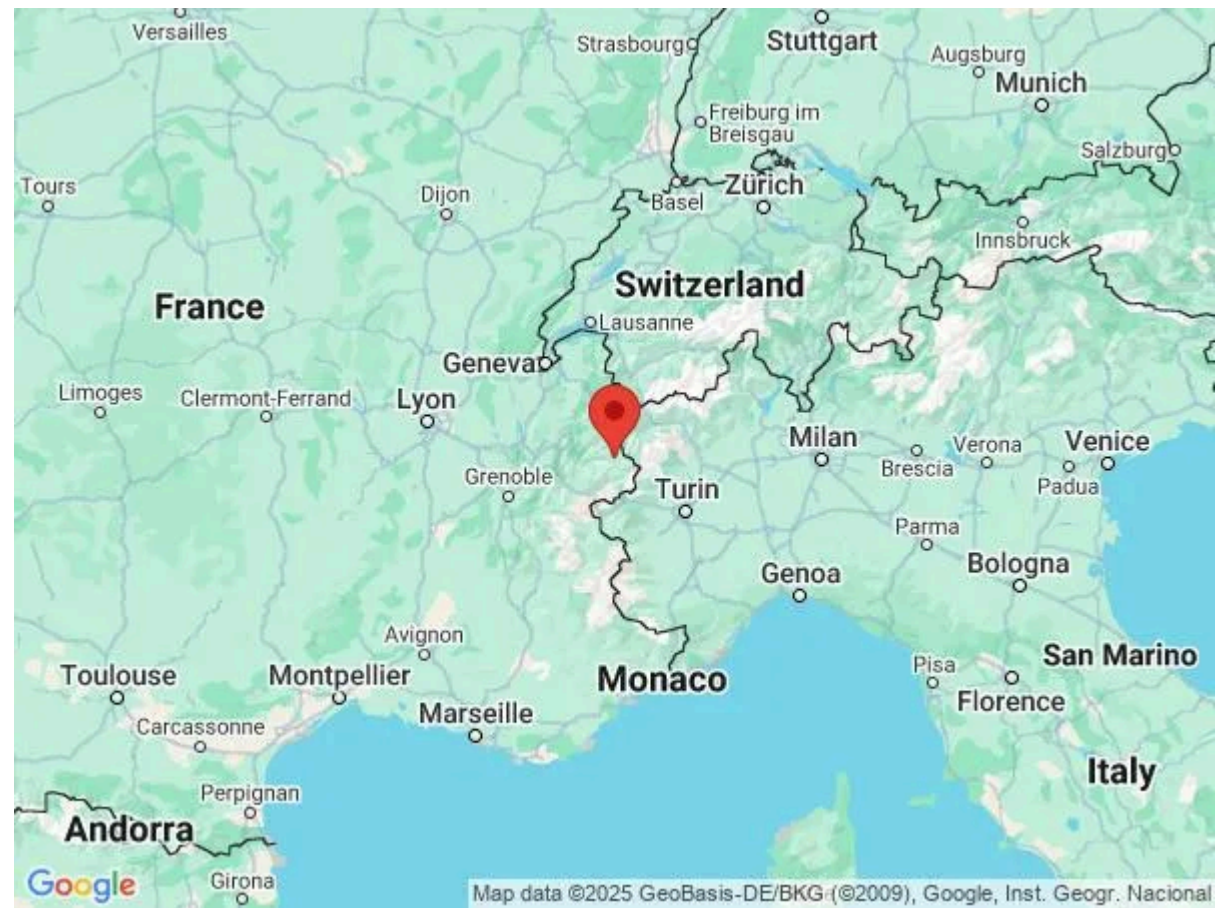 Versailles
Strasbourg
Stuttgart
Augsburg
Munich
Freiburg im
Breisgau
Salzburg
Tours
Dijon
Basel
Zürich
Innsbruck
Switzerland
France
Lausanne
Geneva
Limoges
Clermont-Ferrand
Lyon
Milan
Verona
Venice
Brescia
Padua
Grenoble
Turin
Parma
Bologna
Genoa
Avignon
Toulouse
Montpellier
Monaco
Pisa
San Marino
Florence
Marseille
Carcassonne
Italy
Perpignan
Andorra
Girona
Google
Map data ©2025 GeoBasis-DE/BKG (©2009), Google, Inst. Geogr. Nacional